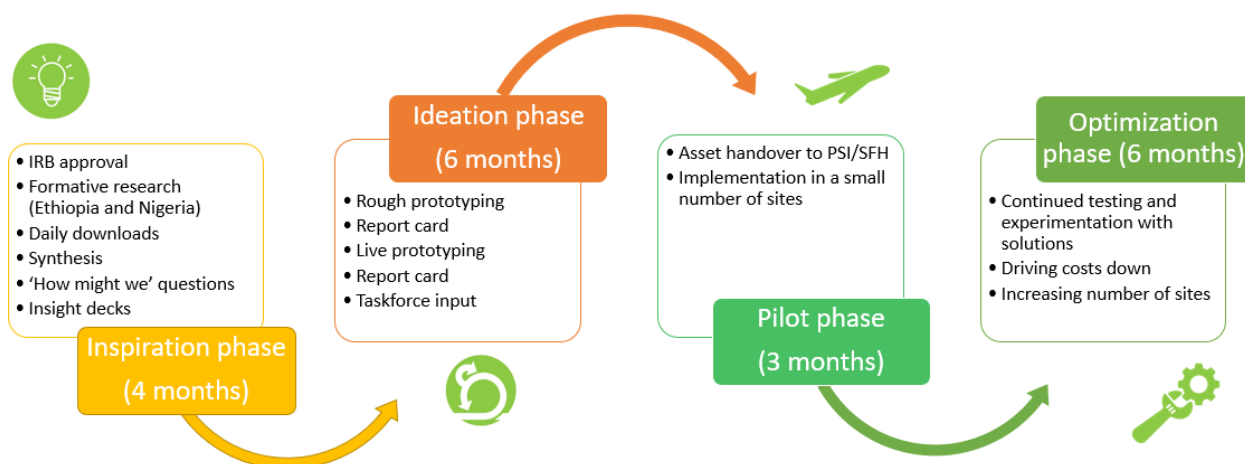 • IRB approval
• Formative research
(Ethiopia and Nigeria)
• Daily downloads
• Synthesis
• ‘How might we’ questions
• Insight decks
Inspiration phase
(4 months)
Ideation phase
(6 months)
• Rough prototyping
• Report card
• Live prototyping
• Report card
• Taskforce input
• Asset handover to PSI/SFH
• Implementation in a small
number of sites
Pilot phase
(3 months)
Optimization
phase (6 months)
• Continued testing and
experimentation with
solutions
• Driving costs down
• Increasing number of sites